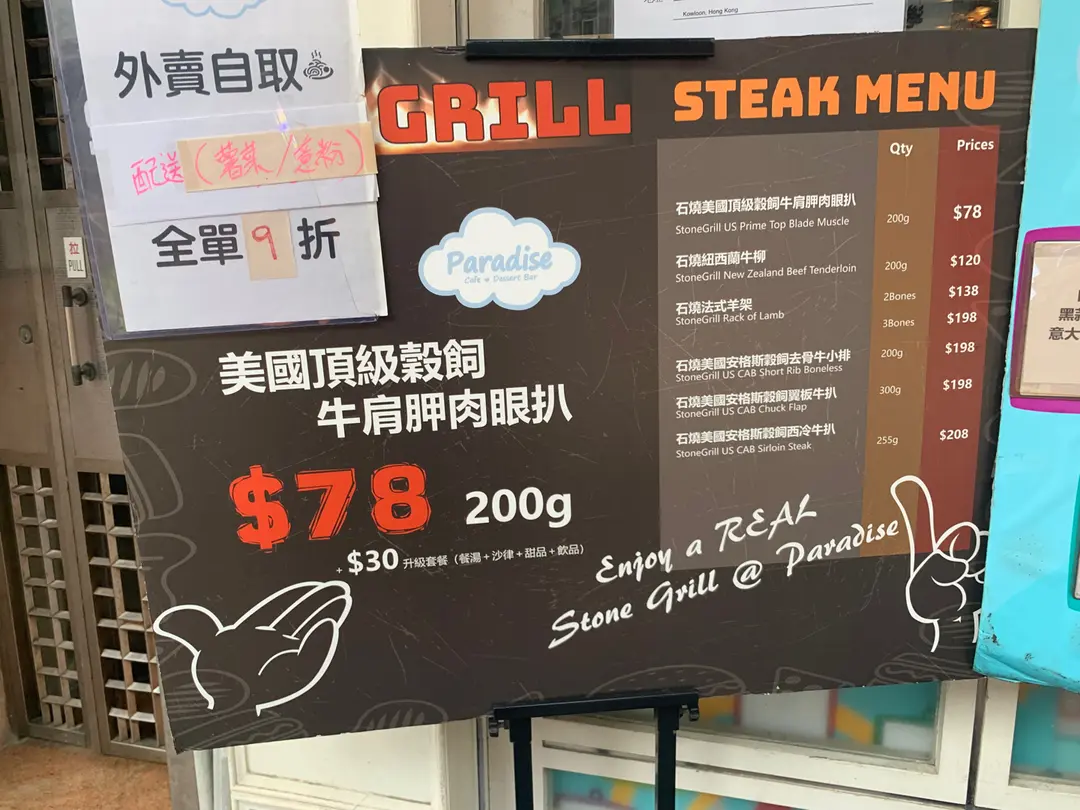 Kowloon, Hong Kong
外賣自取
配送(薯菜/意粉)
全單9折
拉
PULL
GRILL
STEAK MENU
Qty
Prices
石燒美國頂級穀飼牛肩胛肉眼扒
StoneGrill US Prime Top Blade Muscle
200g
$78
石燒紐西蘭牛柳
StoneGrill New Zealand Beef Tenderloin
200g
$120
石燒法式羊架
StoneGrill Rack of Lamb
2Bones
$138
3Bones
$198
石燒美國安格斯穀飼去骨牛小排
StoneGrill US CAB Short Rib Boneless
200g
$198
石燒美國安格斯穀飼翼板牛扒
StoneGrill US CAB Chuck Flap
300g
$198
石燒美國安格斯穀飼西冷牛扒
StoneGrill US CAB Sirloin Steak
255g
$208
Paradise
Cafe & Dessert Bar
美國頂級穀飼
牛肩胛肉眼扒
$78 200g
+ $30 升級套餐 (餐湯+沙律+甜品+飲品)
Enjoy a REAL
Stone Grill @ Paradise
意大